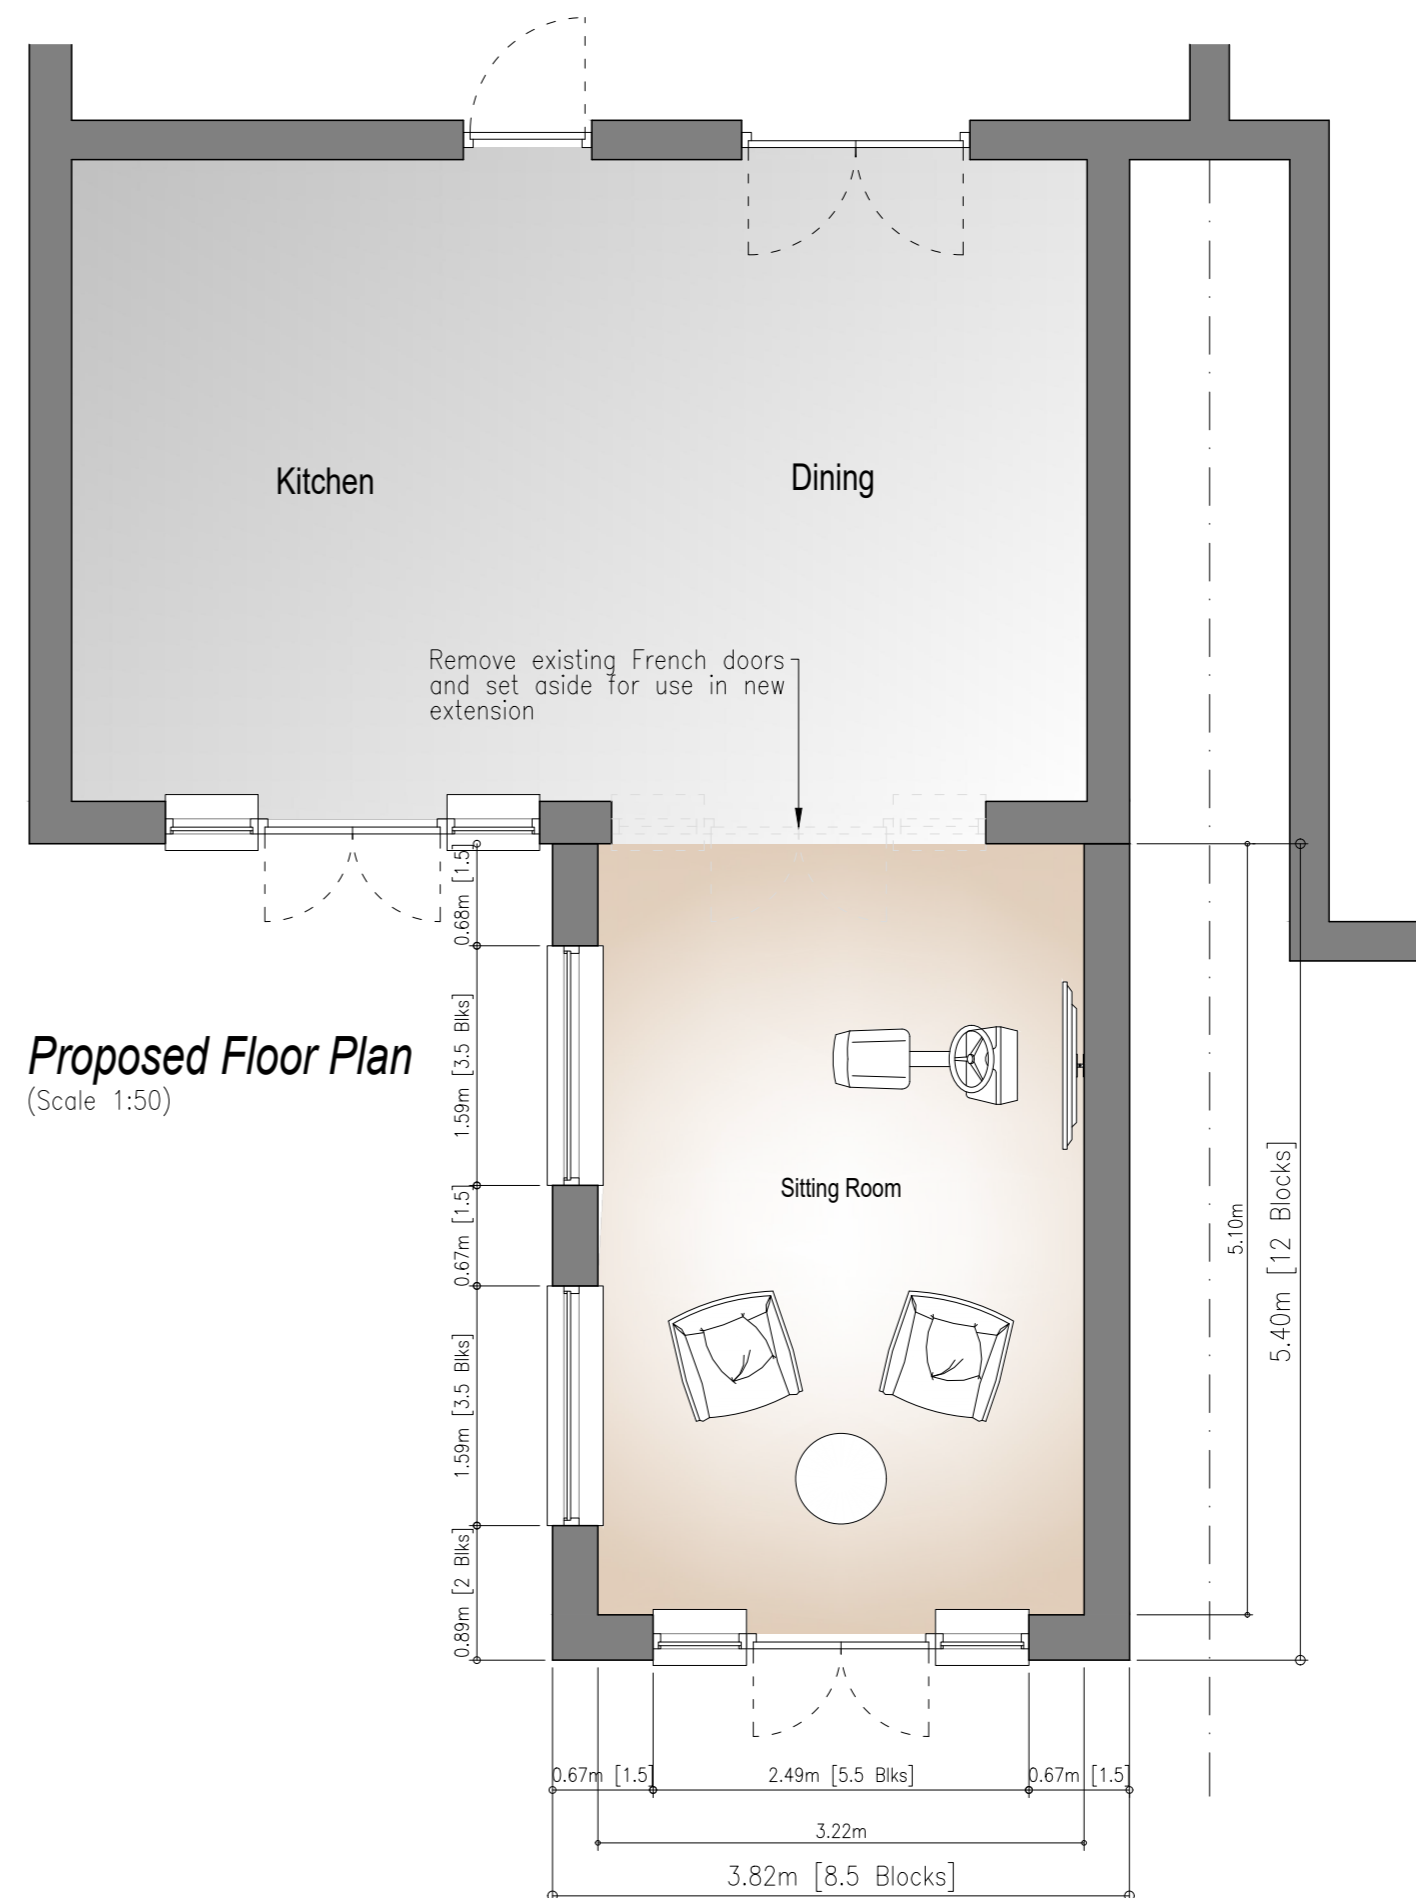 Kitchen
Dining
Remove existing French doors
and set aside for use in new
extension
Proposed Floor Plan
(Scale 1:50)
0.68m [1.5]
1.59m [3.5 Blks]
0.67m [1.5]
1.59m [3.5 Blks]
0.89m [2 Blks]
Sitting Room
5.10m
5.40m [12 Blocks]
0.67m [1.5]
2.49m [5.5 Blks]
0.67m [1.5]
3.22m
3.82m [8.5 Blocks]